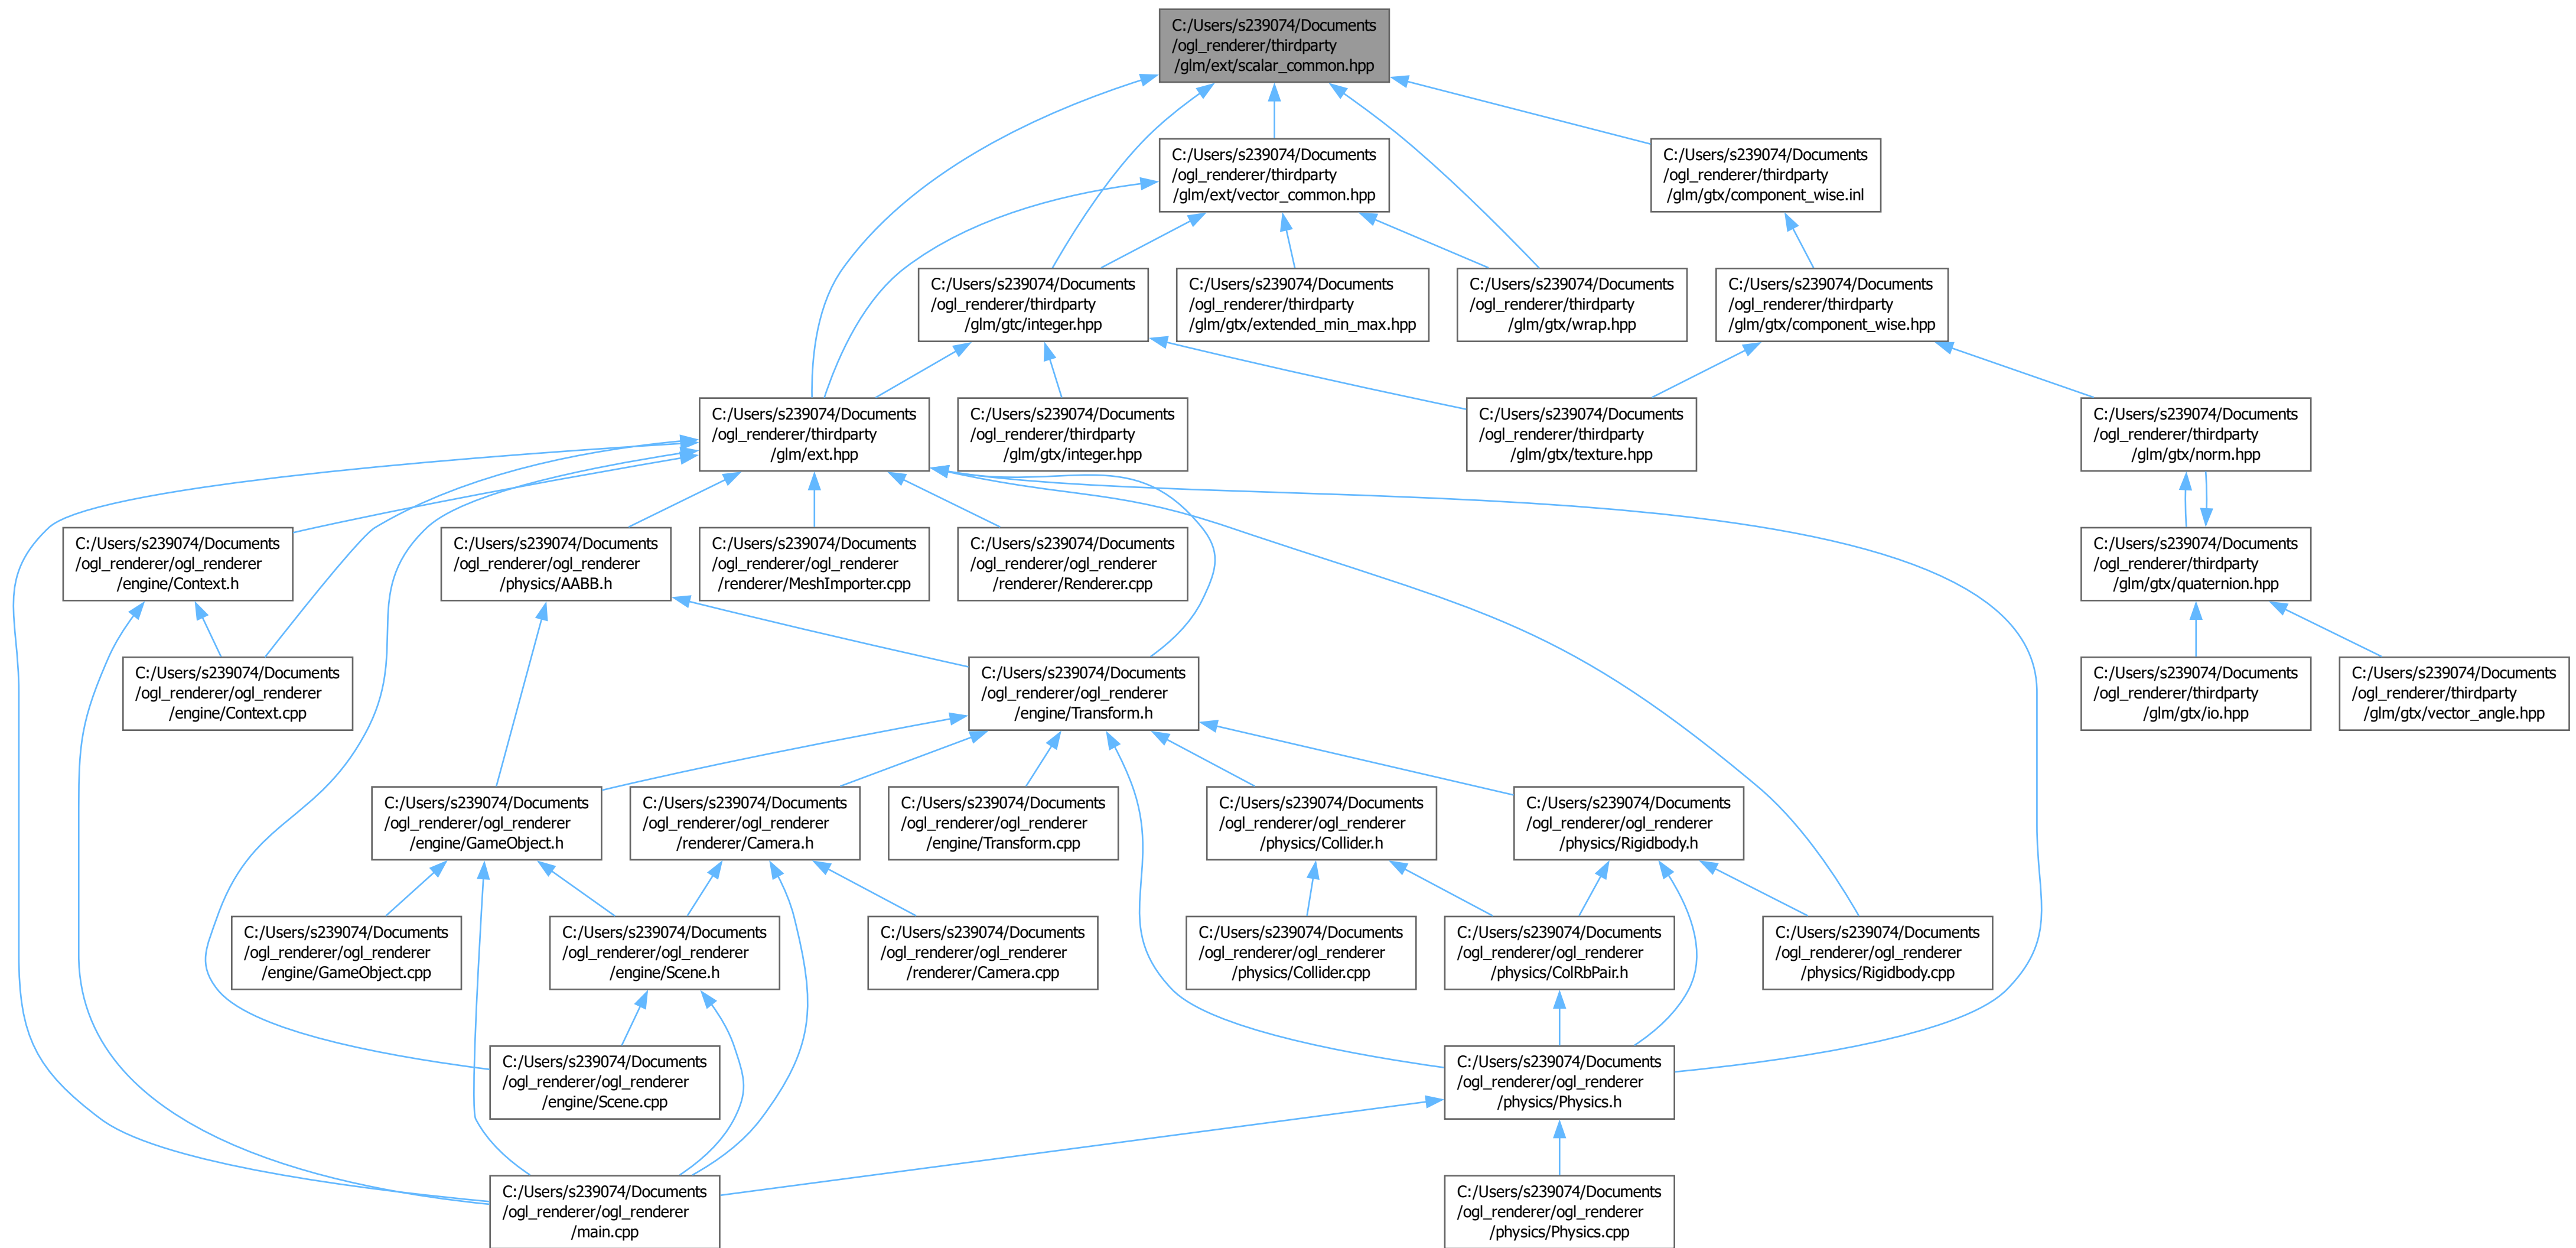 C:/Users/s239074/Documents
/ogl_renderer/thirdparty
/glm/ext/scalar_common.hpp
C:/Users/s239074/Documents
/ogl_renderer/thirdparty
/glm/ext/vector_common.hpp
C:/Users/s239074/Documents
/ogl_renderer/thirdparty
/glm/gtx/component_wise.inl
C:/Users/s239074/Documents
/ogl_renderer/thirdparty
/glm/gtc/integer.hpp
C:/Users/s239074/Documents
/ogl_renderer/thirdparty
/glm/gtx/extended_min_max.hpp
C:/Users/s239074/Documents
/ogl_renderer/thirdparty
/glm/gtx/wrap.hpp
C:/Users/s239074/Documents
/ogl_renderer/thirdparty
/glm/gtx/component_wise.hpp
C:/Users/s239074/Documents
/ogl_renderer/thirdparty
/glm/ext.hpp
C:/Users/s239074/Documents
/ogl_renderer/thirdparty
/glm/gtx/integer.hpp
C:/Users/s239074/Documents
/ogl_renderer/thirdparty
/glm/gtx/texture.hpp
C:/Users/s239074/Documents
/ogl_renderer/thirdparty
/glm/gtx/norm.hpp
C:/Users/s239074/Documents
/ogl_renderer/ogl_renderer
/engine/Context.h
C:/Users/s239074/Documents
/ogl_renderer/ogl_renderer
/physics/AABB.h
C:/Users/s239074/Documents
/ogl_renderer/ogl_renderer
/renderer/MeshImporter.cpp
C:/Users/s239074/Documents
/ogl_renderer/ogl_renderer
/renderer/Renderer.cpp
C:/Users/s239074/Documents
/ogl_renderer/thirdparty
/glm/gtx/quaternion.hpp
C:/Users/s239074/Documents
/ogl_renderer/ogl_renderer
/engine/Context.cpp
C:/Users/s239074/Documents
/ogl_renderer/ogl_renderer
/engine/Transform.h
C:/Users/s239074/Documents
/ogl_renderer/thirdparty
/glm/gtx/io.hpp
C:/Users/s239074/Documents
/ogl_renderer/thirdparty
/glm/gtx/vector_angle.hpp
C:/Users/s239074/Documents
/ogl_renderer/ogl_renderer
/engine/GameObject.h
C:/Users/s239074/Documents
/ogl_renderer/ogl_renderer
/renderer/Camera.h
C:/Users/s239074/Documents
/ogl_renderer/ogl_renderer
/engine/Transform.cpp
C:/Users/s239074/Documents
/ogl_renderer/ogl_renderer
/physics/Collider.h
C:/Users/s239074/Documents
/ogl_renderer/ogl_renderer
/physics/Rigidbody.h
C:/Users/s239074/Documents
/ogl_renderer/ogl_renderer
/engine/GameObject.cpp
C:/Users/s239074/Documents
/ogl_renderer/ogl_renderer
/engine/Scene.h
C:/Users/s239074/Documents
/ogl_renderer/ogl_renderer
/renderer/Camera.cpp
C:/Users/s239074/Documents
/ogl_renderer/ogl_renderer
/physics/Collider.cpp
C:/Users/s239074/Documents
/ogl_renderer/ogl_renderer
/physics/ColRbPair.h
C:/Users/s239074/Documents
/ogl_renderer/ogl_renderer
/physics/Rigidbody.cpp
C:/Users/s239074/Documents
/ogl_renderer/ogl_renderer
/engine/Scene.cpp
C:/Users/s239074/Documents
/ogl_renderer/ogl_renderer
/physics/Physics.h
C:/Users/s239074/Documents
/ogl_renderer/ogl_renderer
/main.cpp
C:/Users/s239074/Documents
/ogl_renderer/ogl_renderer
/physics/Physics.cpp